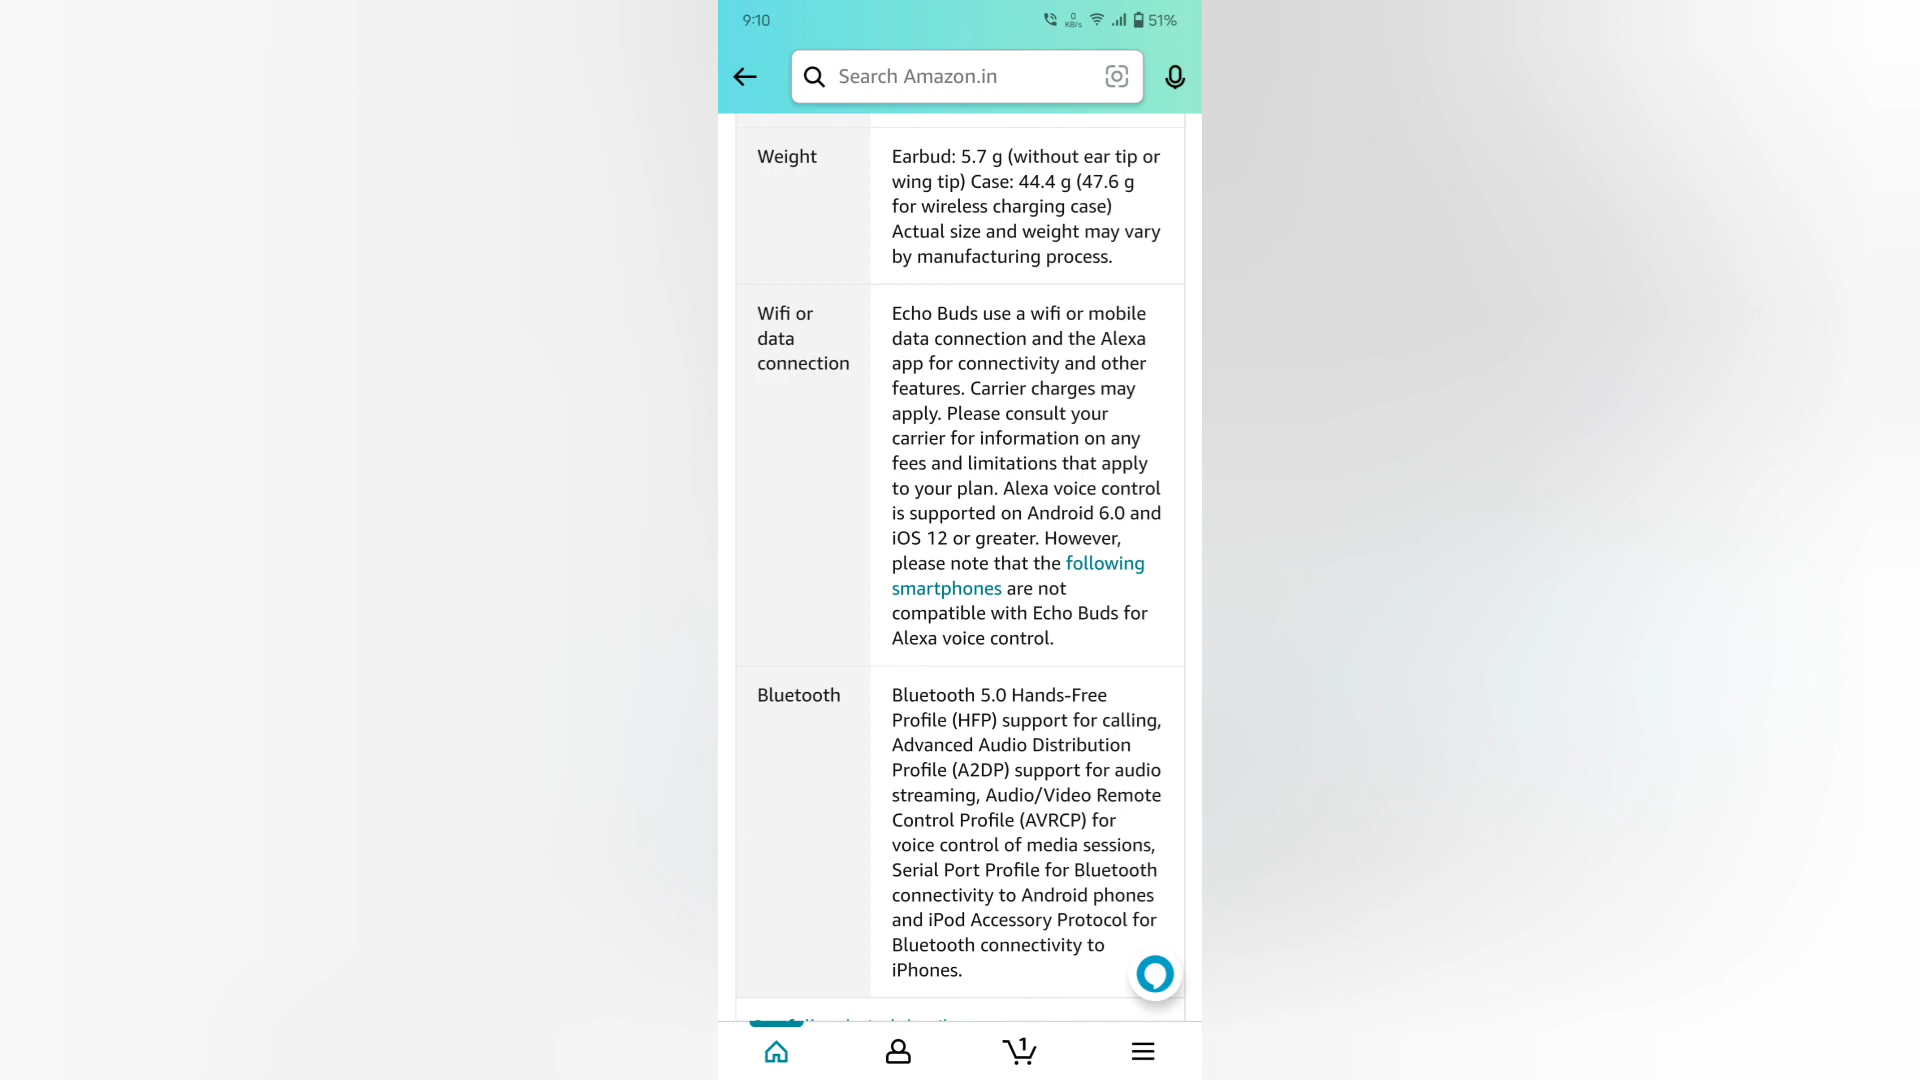 9:10
0
KB/s
51%
Search Amazon.in
Weight
Earbud: 5.7 g (without ear tip or
wing tip) Case: 44.4 g (47.6 g
for wireless charging case)
Actual size and weight may vary
by manufacturing process.
Wifi or
data
connection
Echo Buds use a wifi or mobile
data connection and the Alexa
app for connectivity and other
features. Carrier charges may
apply. Please consult your
carrier for information on any
fees and limitations that apply
to your plan. Alexa voice control
is supported on Android 6.0 and
iOS 12 or greater. However,
please note that the following
smartphones are not
compatible with Echo Buds for
Alexa voice control.
Bluetooth
Bluetooth 5.0 Hands-Free
Profile (HFP) support for calling,
Advanced Audio Distribution
Profile (A2DP) support for audio
streaming, Audio/Video Remote
Control Profile (AVRCP) for
voice control of media sessions,
Serial Port Profile for Bluetooth
connectivity to Android phones
and iPod Accessory Protocol for
Bluetooth connectivity to
iPhones.
1